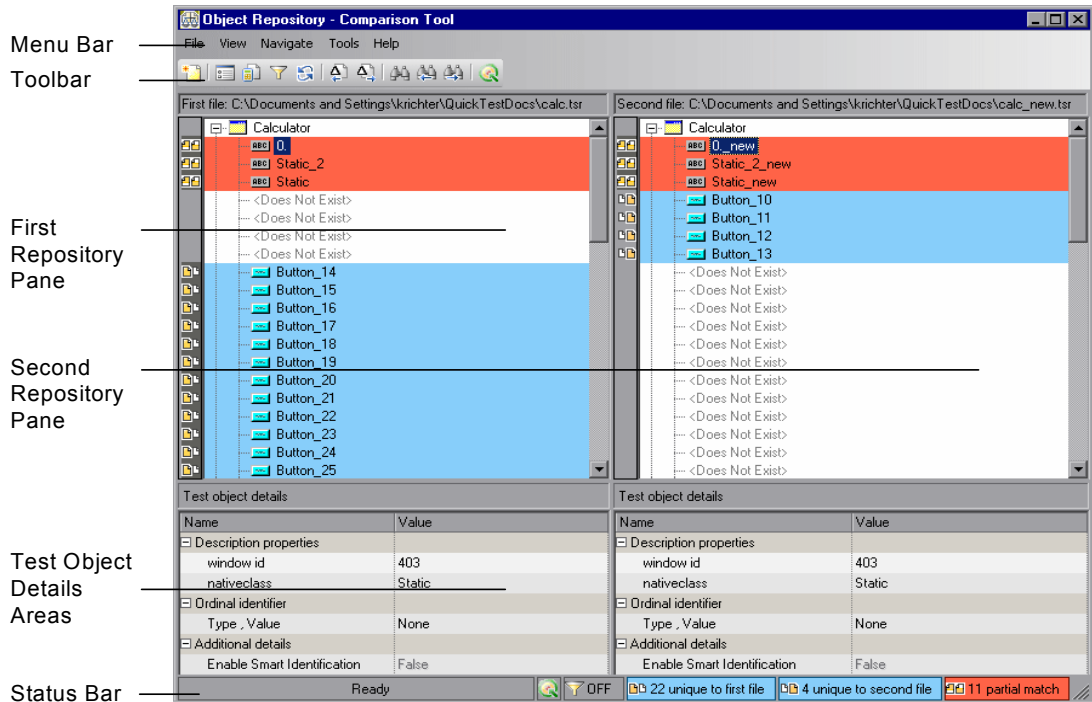 Object Repository - Comparison Tool
Menu Bar
File View Navigate Tools Help
Toolbar
First file: C:\Documents and Settings\krichter\QuickTestDocs\calc.tsr
Second file: C:\Documents and Settings\krichter\QuickTestDocs\calc_new.tsr
Calculator
ABC 0.
ABC Static_2
ABC Static
<Does Not Exist>
<Does Not Exist>
<Does Not Exist>
<Does Not Exist>
Button_14
Button_15
Button_16
Button_17
Button_18
Button_19
Button_20
Button_21
Button_22
Button_23
Button_24
Button_25
Calculator
ABC 0._new
ABC Static_2_new
ABC Static_new
Button_10
Button_11
Button_12
Button_13
<Does Not Exist>
<Does Not Exist>
<Does Not Exist>
<Does Not Exist>
<Does Not Exist>
<Does Not Exist>
<Does Not Exist>
<Does Not Exist>
<Does Not Exist>
<Does Not Exist>
<Does Not Exist>
<Does Not Exist>
First
Repository
Pane
Second
Repository
Pane
Test object details
Name Value
Description properties
window id 403
nativeclass Static
Ordinal identifier
Type , Value None
Additional details
Enable Smart Identification False
Test object details
Name Value
Description properties
window id 403
nativeclass Static
Ordinal identifier
Type , Value None
Additional details
Enable Smart Identification False
Test Object
Details
Areas
Status Bar
Ready
OFF
22 unique to first file
4 unique to second file
11 partial match